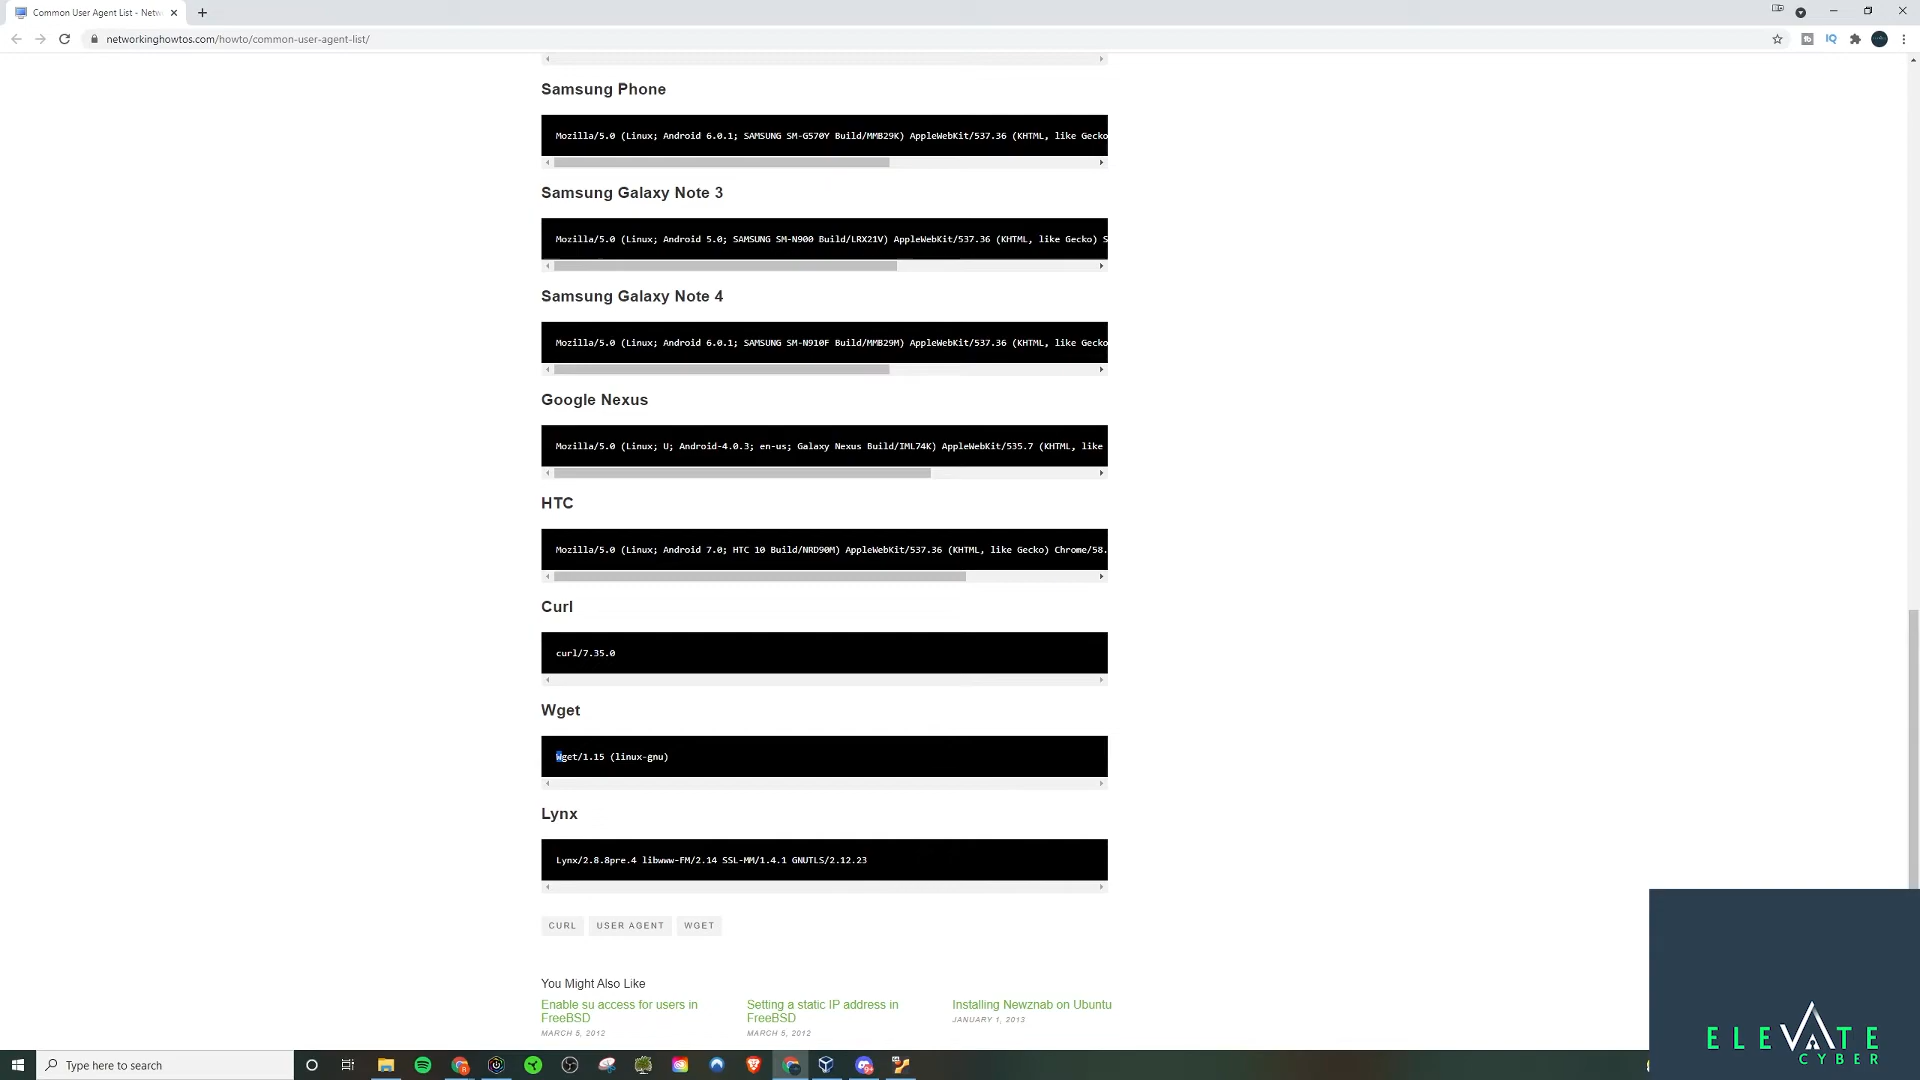 Common User Agent List - Netw
networkinghowtos.com/howto/common-user-agent-list/
IQ
Samsung Phone
Mozilla/5.0 (Linux; Android 6.0.1; SAMSUNG SM-G570Y Build/MMB29K) AppleWebKit/537.36 (KHTML, like Gecko
Samsung Galaxy Note 3
Mozilla/5.0 (Linux; Android 5.0; SAMSUNG SM-N900 Build/LRX21V) AppleWebKit/537.36 (KHTML, like Gecko) S
Samsung Galaxy Note 4
Mozilla/5.0 (Linux; Android 6.0.1; SAMSUNG SM-N910F Build/MMB29M) AppleWebKit/537.36 (KHTML, like Gecko
Google Nexus
Mozilla/5.0 (Linux; U; Android-4.0.3; en-us; Galaxy Nexus Build/IML74K) AppleWebKit/535.7 (KHTML, like
HTC
Mozilla/5.0 (Linux; Android 7.0; HTC 10 Build/NRD90M) AppleWebKit/537.36 (KHTML, like Gecko) Chrome/58.
Curl
curl/7.35.0
Wget
Wget/1.15 (linux-gnu)
Lynx
Lynx/2.8.8pre.4 libwww-FM/2.14 SSL-MM/1.4.1 GNUTLS/2.12.23
CURL USER AGENT WGET
You Might Also Like
Enable su access for users in FreeBSD
MARCH 5, 2012
Setting a static IP address in FreeBSD
MARCH 5, 2012
Installing Newznab on Ubuntu
JANUARY 1, 2013
Type here to search
ELEVATE
CYBER